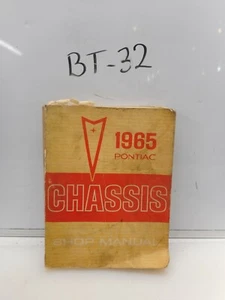 BT-32
1965
PONTIAC
CHASSIS
SHOP MANUAL